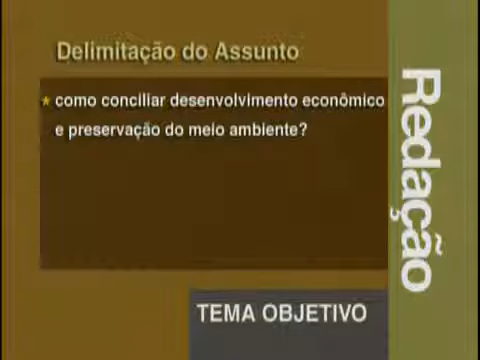 Delimitação do Assunto
★ como conciliar desenvolvimento econômico
e preservação do meio ambiente?
Redação
TEMA OBJETIVO